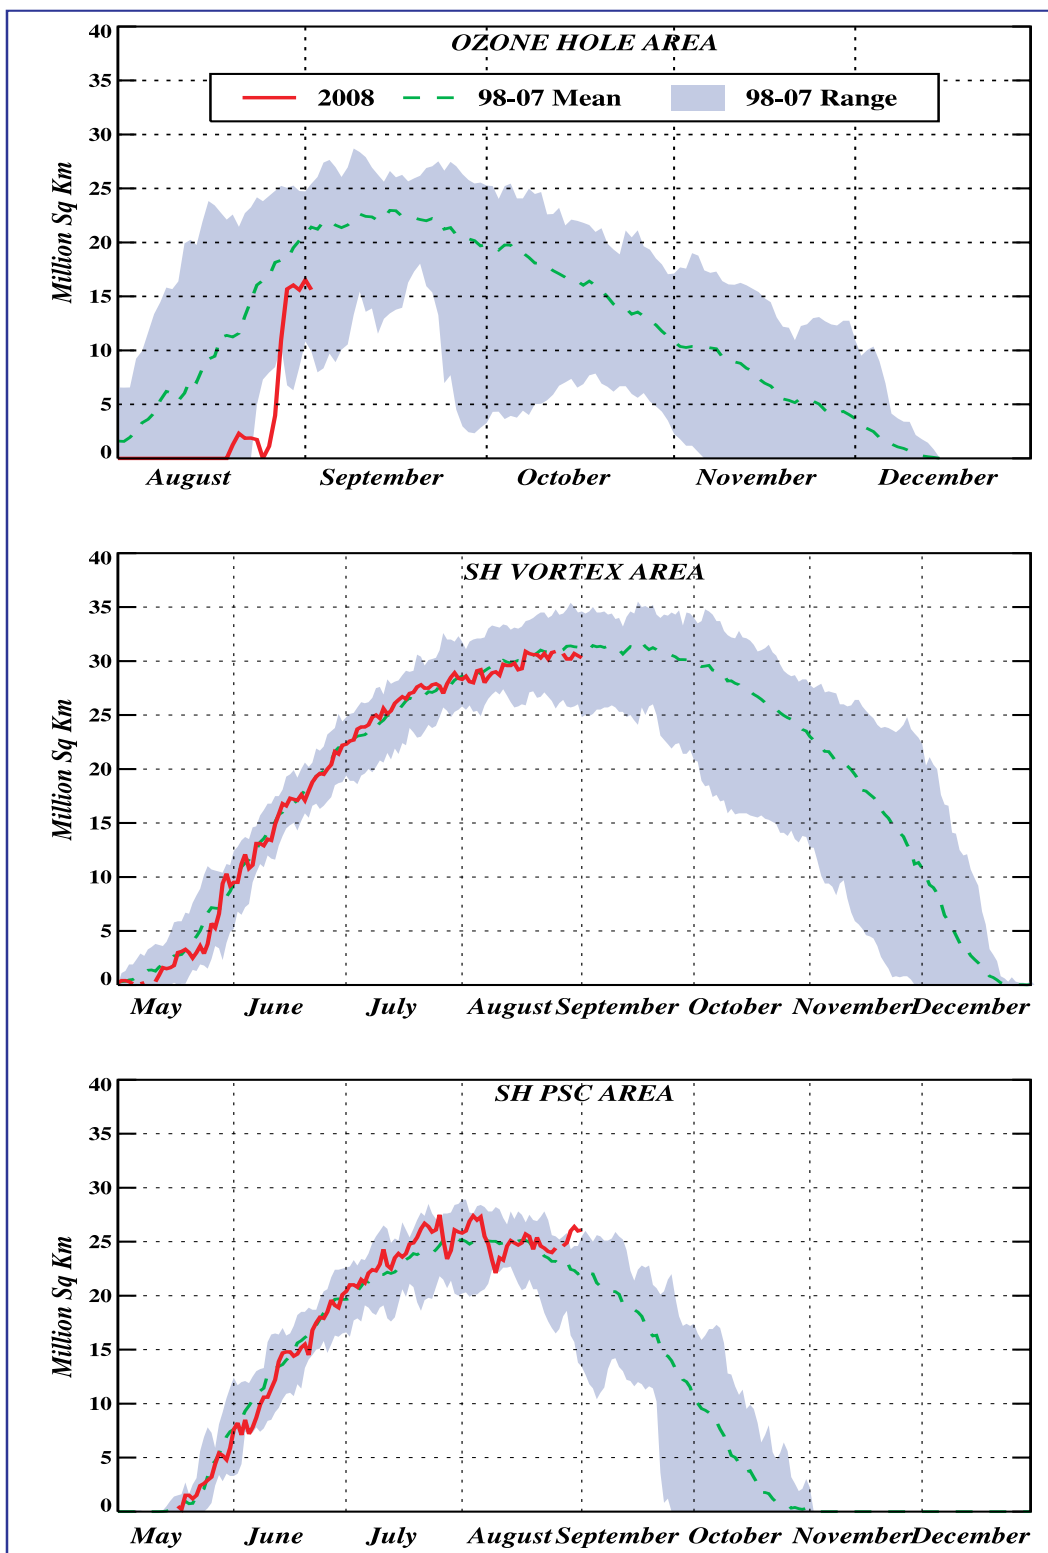 OZONE HOLE AREA
2008 98-07 Mean 98-07 Range
Million Sq Km
40
35
30
25
20
15
10
5
0
August September October November December
SH VORTEX AREA
Million Sq Km
40
35
30
25
20
15
10
5
0
May June July August September October November December
SH PSC AREA
Million Sq Km
40
35
30
25
20
15
10
5
0
May June July August September October November December